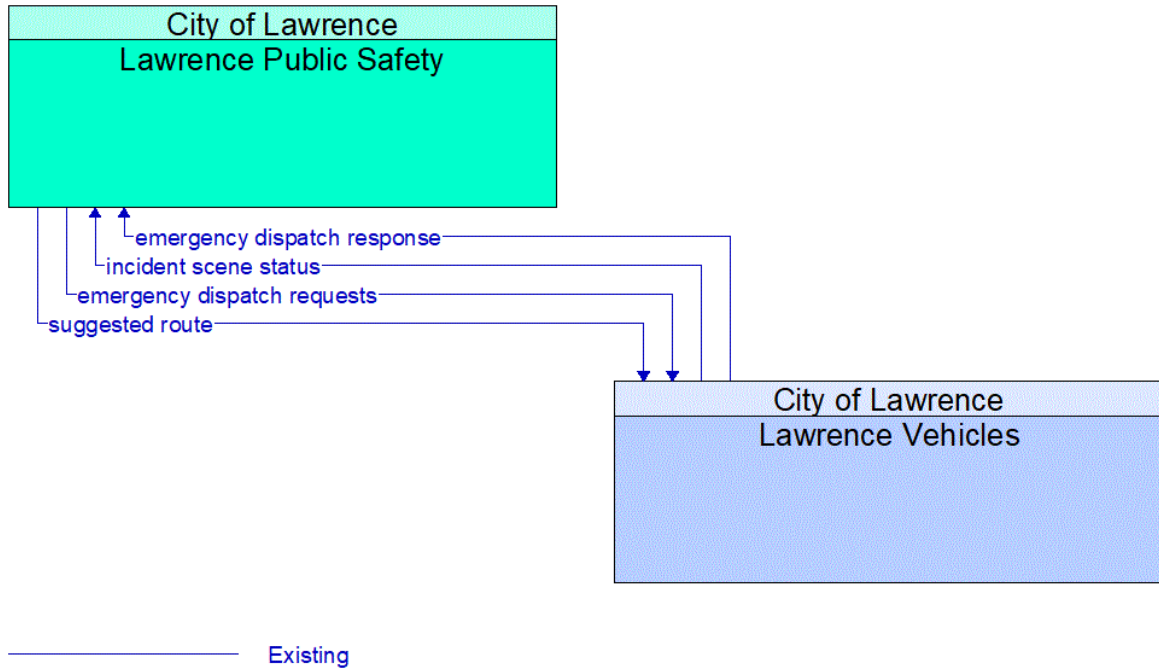 City of Lawrence
Lawrence Public Safety
emergency dispatch response
incident scene status
emergency dispatch requests
suggested route
City of Lawrence
Lawrence Vehicles
Existing